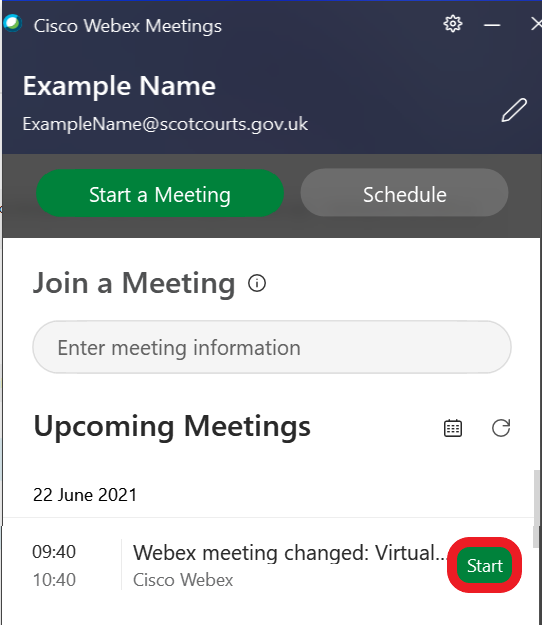 Cisco Webex Meetings
Example Name
ExampleName@scotcourts.gov.uk
Start a Meeting
Schedule
Join a Meeting
Enter meeting information
Upcoming Meetings
22 June 2021
09:40 Webex meeting changed: Virtual...
10:40 Cisco Webex
Start